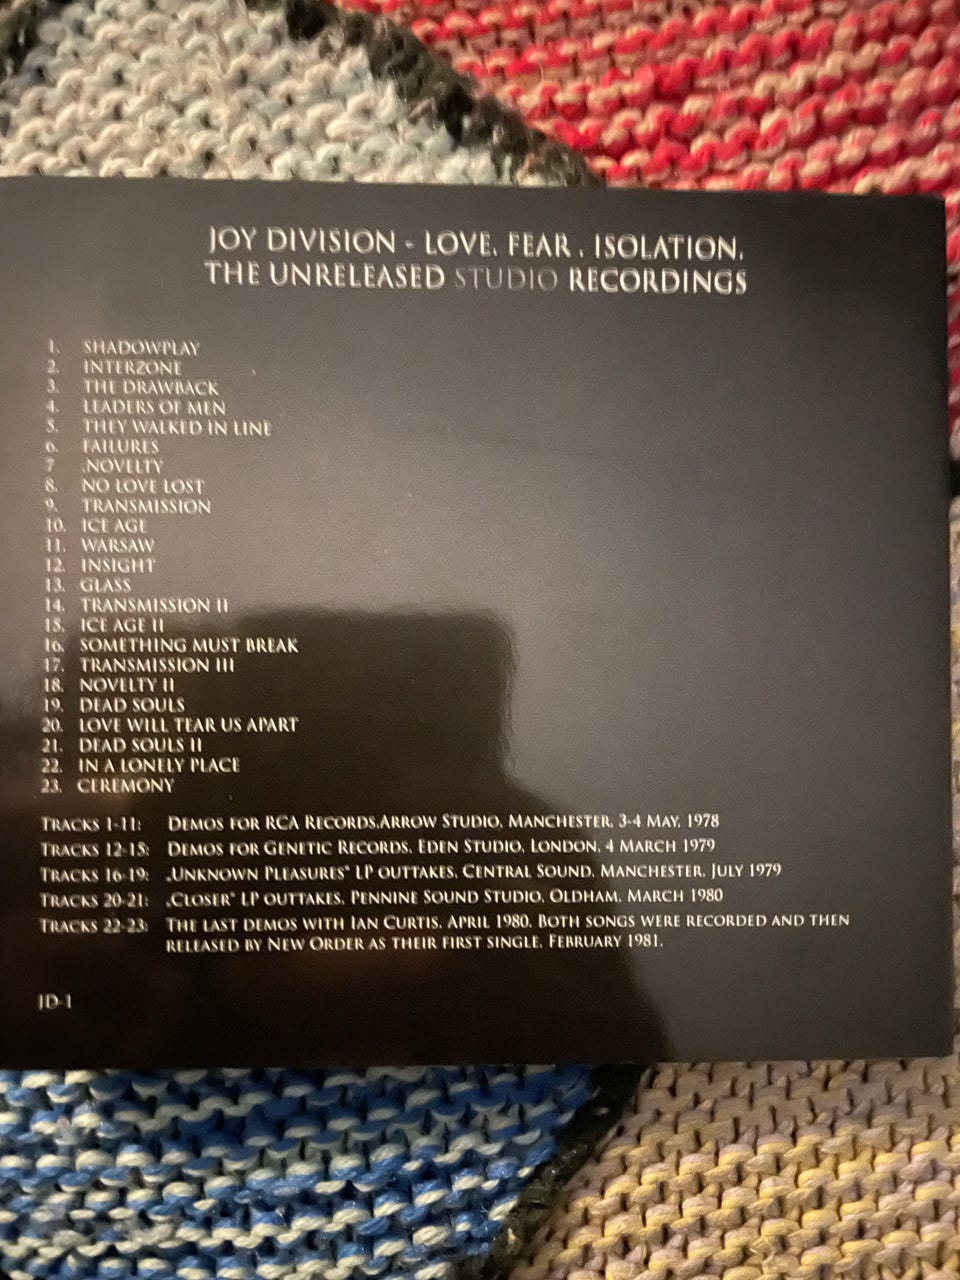 JOY DIVISION - LOVE. FEAR . ISOLATION.
THE UNRELEASED STUDIO RECORDINGS
1. SHADOWPLAY
2. INTERZONE
3. THE DRAWBACK
4. LEADERS OF MEN
5. THEY WALKED IN LINE
6. FAILURES
7 .NOVELTY
8. NO LOVE LOST
9. TRANSMISSION
10. ICE AGE
11. WARSAW
12. INSIGHT
13. GLASS
14. TRANSMISSION II
15. ICE AGE II
16. SOMETHING MUST BREAK
17. TRANSMISSION III
18. NOVELTY II
19. DEAD SOULS
20. LOVE WILL TEAR US APART
21. DEAD SOULS II
22. IN A LONELY PLACE
23. CEREMONY
TRACKS 1-11: DEMOS FOR RCA RECORDS,ARROW STUDIO, MANCHESTER, 3-4 MAY, 1978
TRACKS 12-15: DEMOS FOR GENETIC RECORDS, EDEN STUDIO, LONDON, 4 MARCH 1979
TRACKS 16-19: „UNKNOWN PLEASURES" LP OUTTAKES, CENTRAL SOUND, MANCHESTER, JULY 1979
TRACKS 20-21: „CLOSER" LP OUTTAKES, PENNINE SOUND STUDIO, OLDHAM, MARCH 1980
TRACKS 22-23: THE LAST DEMOS WITH IAN CURTIS, APRIL 1980. BOTH SONGS WERE RECORDED AND THEN
RELEASED BY NEW ORDER AS THEIR FIRST SINGLE, FEBRUARY 1981.
JD-1